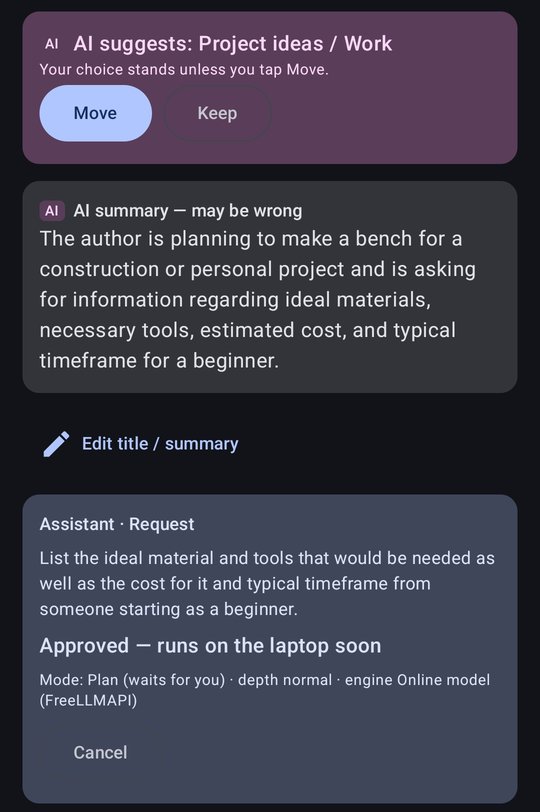 AI AI suggests: Project ideas / Work
Your choice stands unless you tap Move.
Move Keep
AI AI summary — may be wrong
The author is planning to make a bench for a
construction or personal project and is asking
for information regarding ideal materials,
necessary tools, estimated cost, and typical
timeframe for a beginner.
Edit title / summary
Assistant · Request
List the ideal material and tools that would be needed as
well as the cost for it and typical timeframe from
someone starting as a beginner.
Approved — runs on the laptop soon
Mode: Plan (waits for you) · depth normal · engine Online model
(FreeLLMAPI)
Cancel